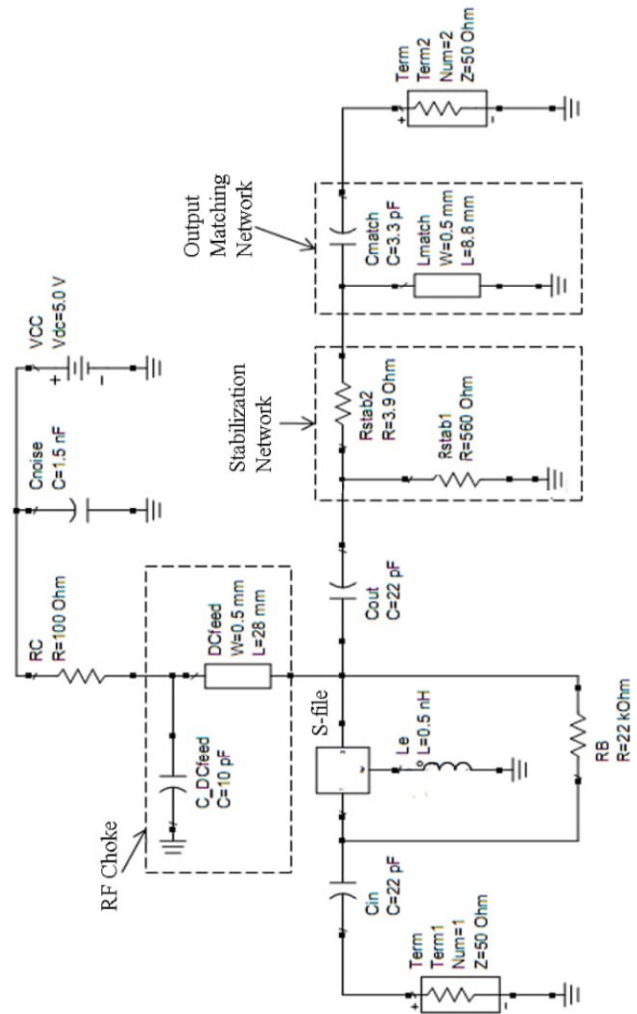 VCC
Vdc=5.0 V
+
-
Cnoise
C=1.5 nF
RC
R=100 Ohm
RF Choke
C_DCfeed
C=10 pF
DCfeed
W=0.5 mm
L=28 mm
Stabilization
Network
Output
Matching
Network
Term
Term1
Num=1
Z=50 Ohm
+
-
Cin
C=22 pF
S-file
Le
L=0.5 nH
RB
R=22 kOhm
Cout
C=22 pF
Rstab2
R=3.9 Ohm
Rstab1
R=560 Ohm
Cmatch
C=3.3 pF
Lmatch
W=0.5 mm
L=8.8 mm
Term
Term2
Num=2
Z=50 Ohm
+
-